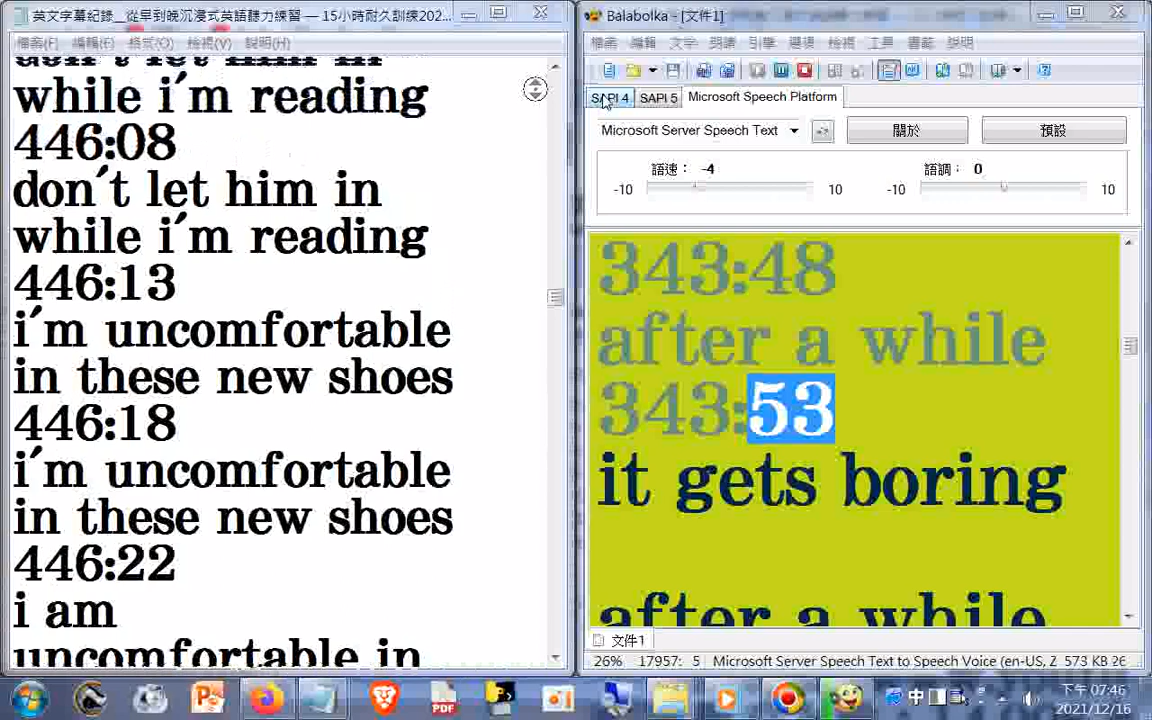 英文字幕紀錄__從早到晚沉浸式英語聽力練習 — 15小時耐久訓練202...
檔案(F) 編輯(E) 格式(O) 檢視(V) 說明(H)
don't let him in
while i'm reading
446:08
don't let him in
while i'm reading
446:13
i'm uncomfortable
in these new shoes
446:18
i'm uncomfortable
in these new shoes
446:22
i am
uncomfortable in
Balabolka - [文件1]
檔案 編輯 文字 朗讀 引擎 選項 檢視 工具 書籤 說明
SAPI 4 SAPI 5 Microsoft Speech Platform
Microsoft Server Speech Text
關於 預設
語速: -4 語調: 0
-10 10 -10 10
343:48
after a while
343:53
it gets boring
after a while
文件1
26% 17957: 5 Microsoft Server Speech Text to Speech Voice (en-US, Z 573 KB 26
PDF
中
下午 07:46
2021/12/16